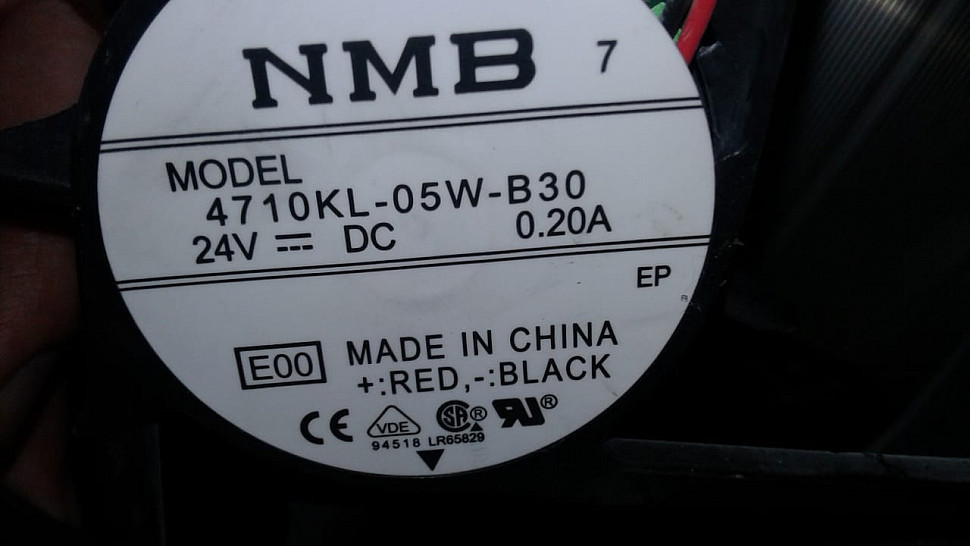 NMB 7
MODEL
4710KL-05W-B30
24V DC 0.20A
EP
R
E00 MADE IN CHINA
+:RED,-:BLACK
CE VDE SA® RU®
94518 LR65829